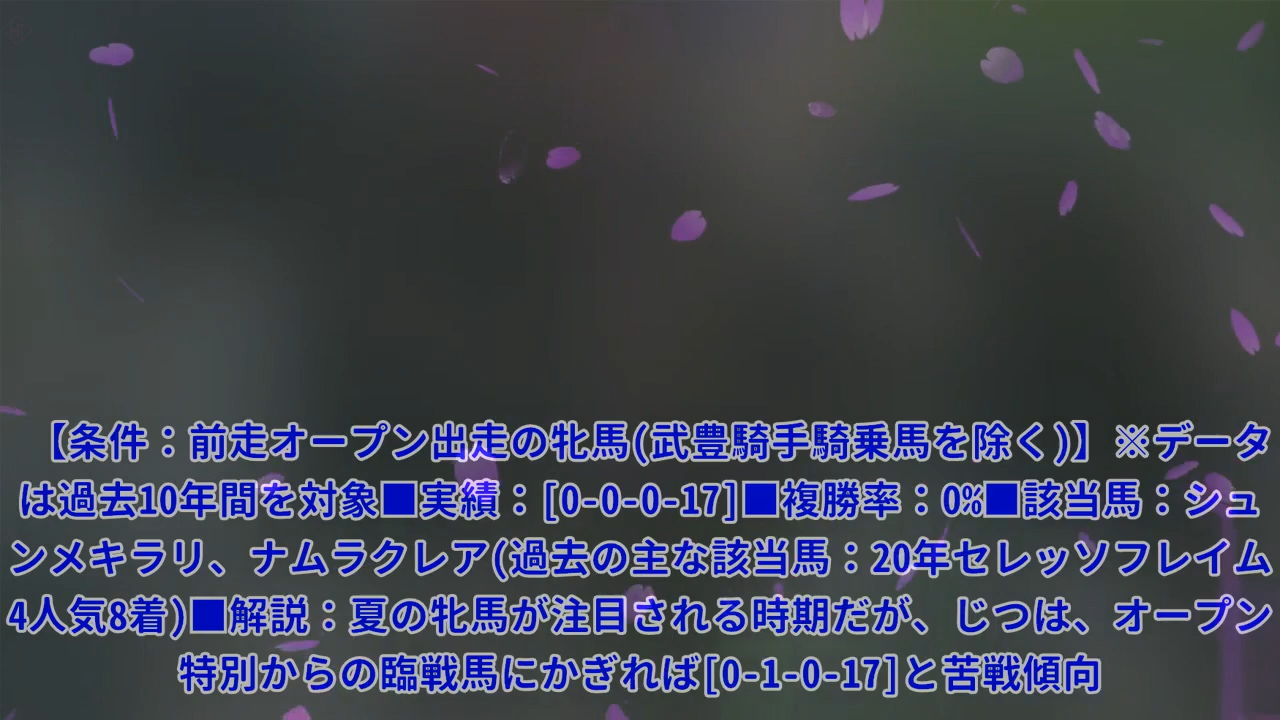 【条件：前走オープン出走の牝馬(武豊騎手騎乗馬を除く)】※データ
は過去10年間を対象■実績：[0-0-0-17]■複勝率：0%■該当馬：シュ
ンメキラリ、ナムラクレア(過去の主な該当馬：20年セレッソフレイム
4人気8着)■解説：夏の牝馬が注目される時期だが、じつは、オープン
特別からの臨戦馬にかぎれば[0-1-0-17]と苦戦傾向